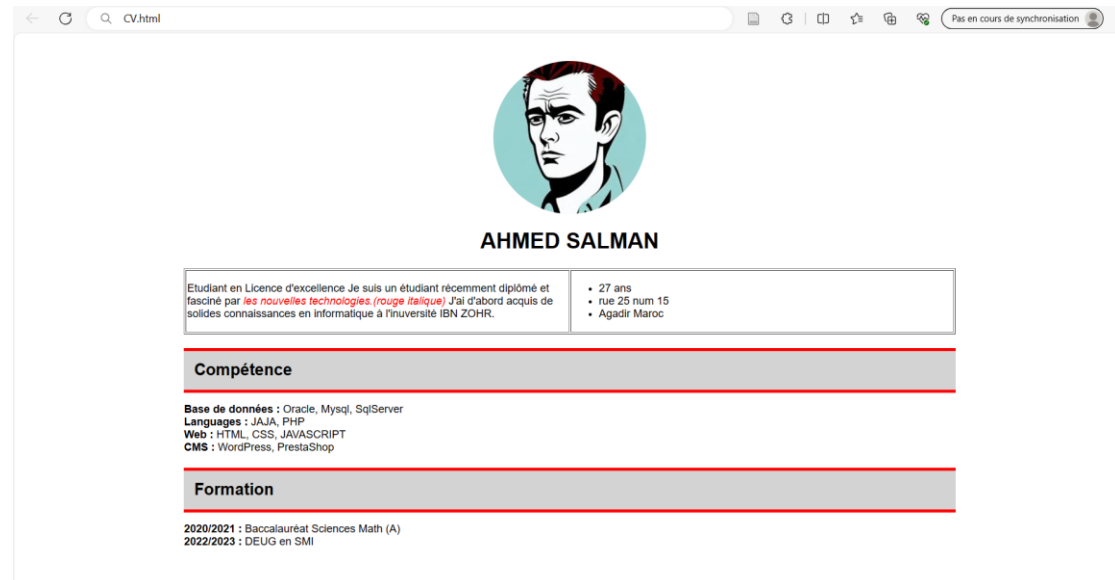 CV.html
Pas en cours de synchronisation
AHMED SALMAN
Etudiant en Licence d'excellence Je suis un étudiant récemment diplômé et
fasciné par les nouvelles technologies.(rouge italique) J'ai d'abord acquis de
solides connaissances en informatique à l'inuversité IBN ZOHR.
• 27 ans
• rue 25 num 15
• Agadir Maroc
Compétence
Base de données : Oracle, Mysql, SqlServer
Languages : JAJA, PHP
Web : HTML, CSS, JAVASCRIPT
CMS : WordPress, PrestaShop
Formation
2020/2021 : Baccalauréat Sciences Math (A)
2022/2023 : DEUG en SMI